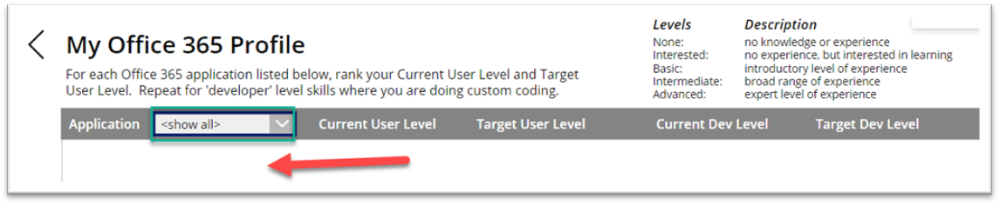 My Office 365 Profile
For each Office 365 application listed below, rank your Current User Level and Target
User Level. Repeat for 'developer' level skills where you are doing custom coding.
Levels Description
None: no knowledge or experience
Interested: no experience, but interested in learning
Basic: introductory level of experience
Intermediate: broad range of experience
Advanced: expert level of experience
Application <show all> Current User Level Target User Level Current Dev Level Target Dev Level